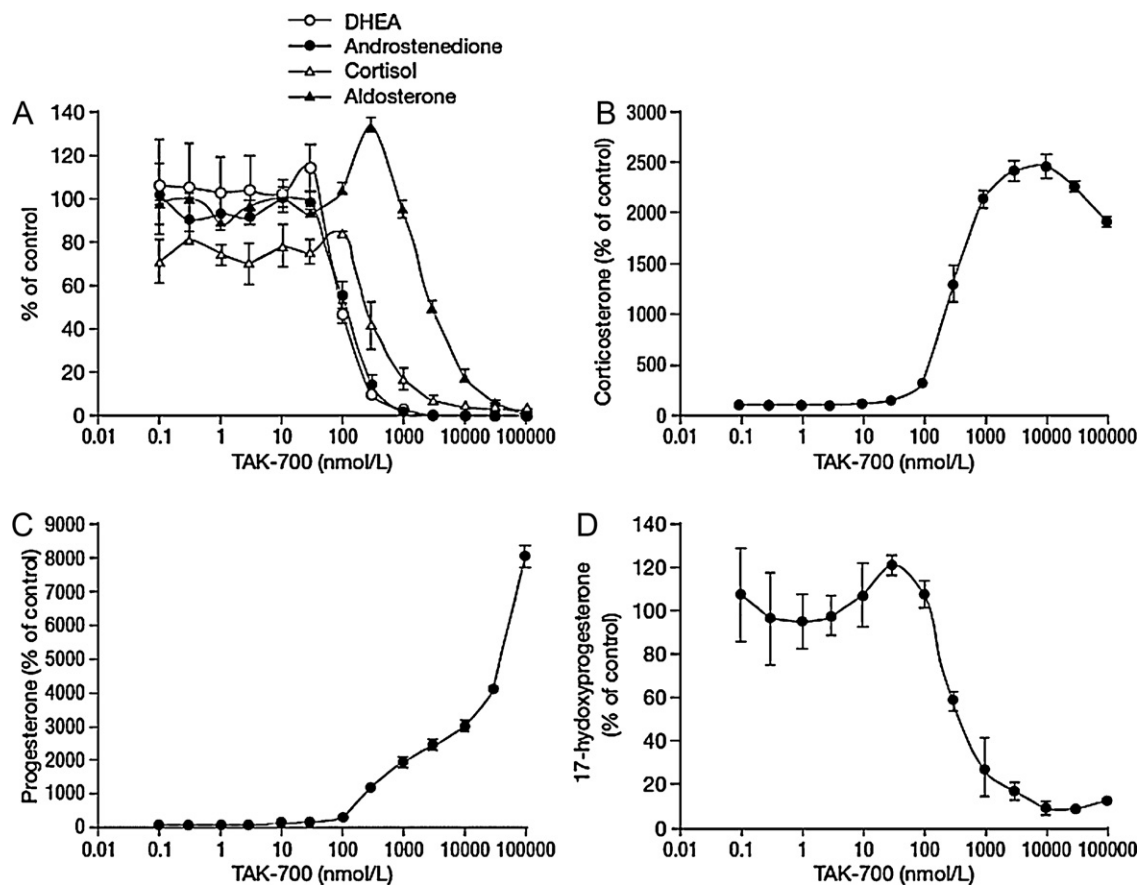 DHEA
Androstenedione
Cortisol
Aldosterone
A
% of control
140
120
100
80
60
40
20
0
0.01 0.1 1 10 100 1000 10000 100000
TAK-700 (nmol/L)
B
Corticosterone (% of control)
3000
2500
2000
1500
1000
500
0
0.01 0.1 1 10 100 1000 10000 100000
TAK-700 (nmol/L)
C
Progesterone (% of control)
9000
8000
7000
6000
5000
4000
3000
2000
1000
0
0.01 0.1 1 10 100 1000 10000 100000
TAK-700 (nmol/L)
D
17-hydoxyprogesterone
(% of control)
140
120
100
80
60
40
20
0
0.01 0.1 1 10 100 1000 10000 100000
TAK-700 (nmol/L)